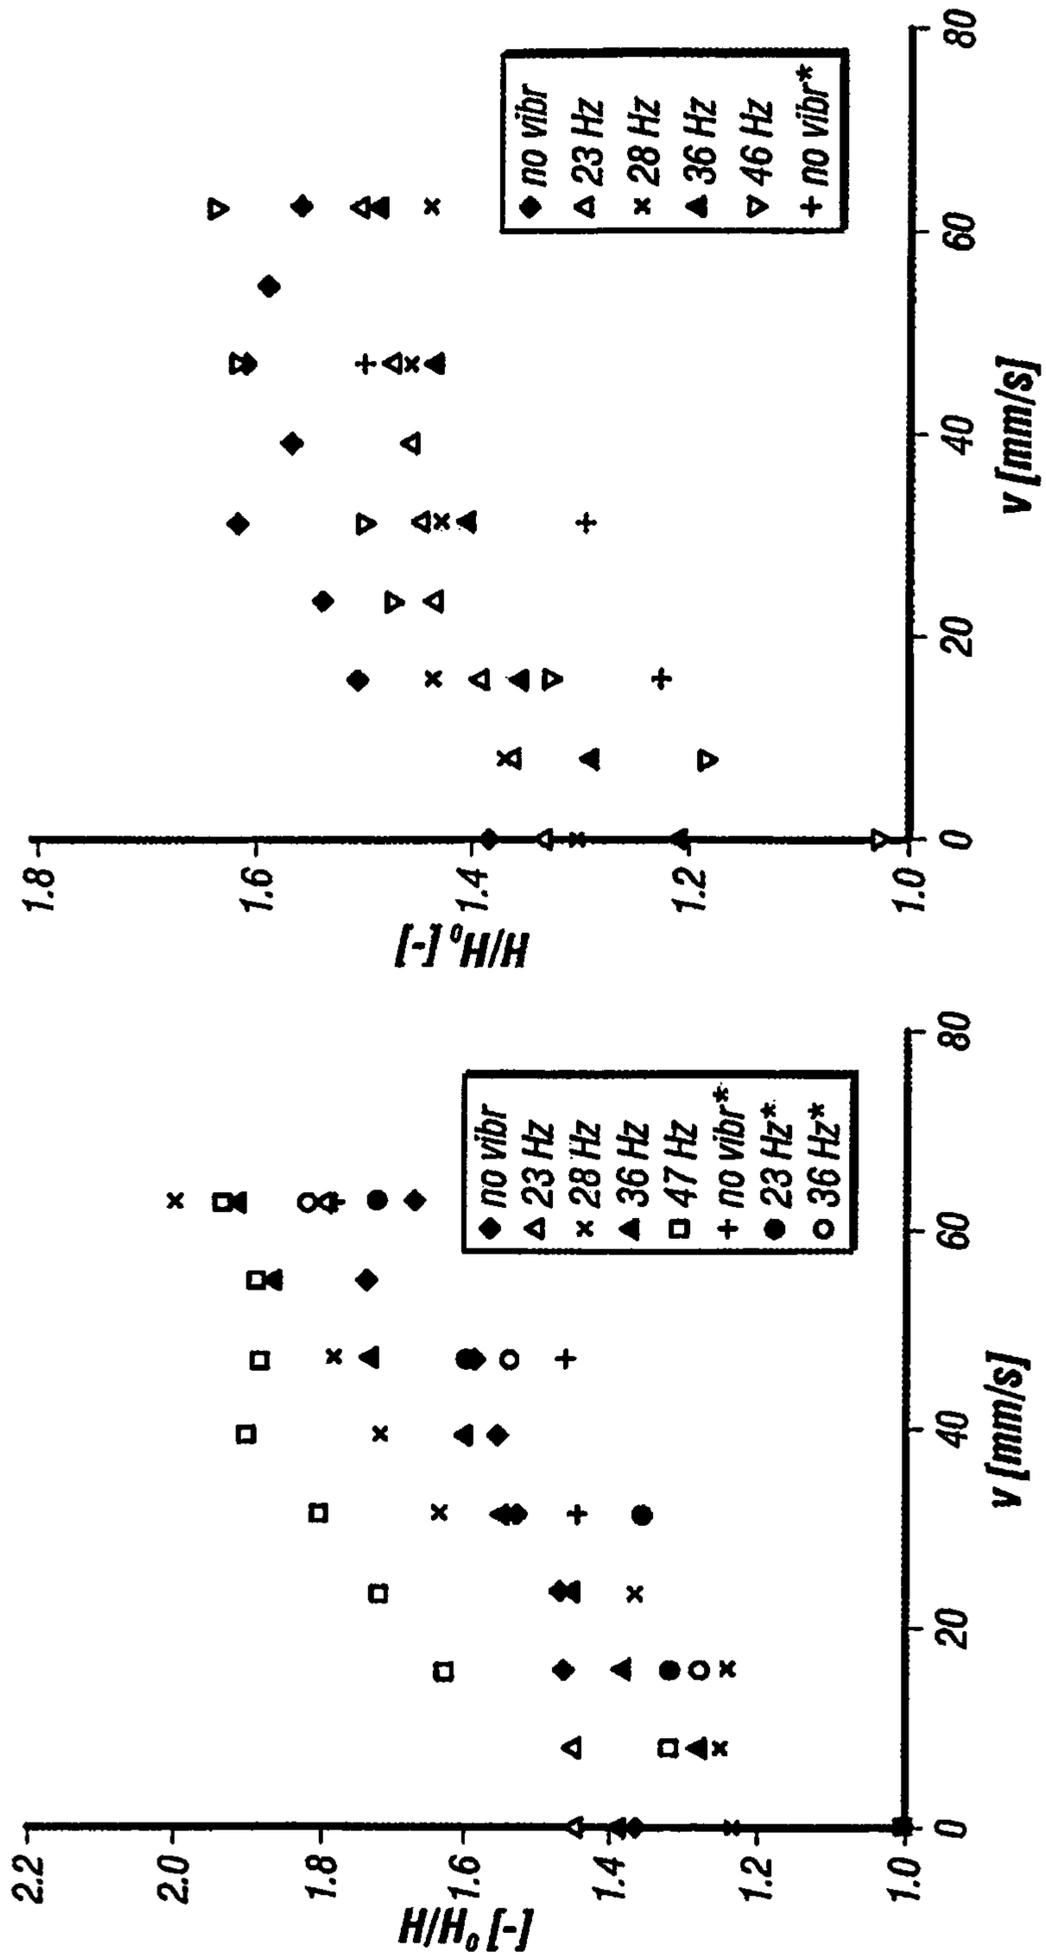 H/H₀ [-]
2.2
2.0
1.8
1.6
1.4
1.2
1.0
0
20
40
60
80
v [mm/s]
no vibr
23 Hz
28 Hz
36 Hz
47 Hz
no vibr*
23 Hz*
36 Hz*
H/H₀ [-]
1.8
1.6
1.4
1.2
1.0
0
20
40
60
80
v [mm/s]
no vibr
23 Hz
28 Hz
36 Hz
46 Hz
no vibr*